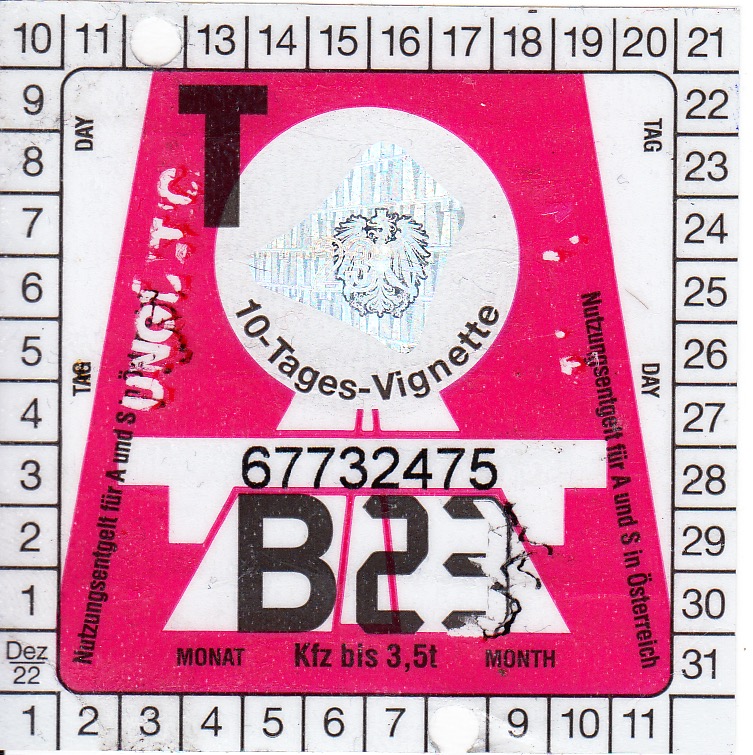 10 11 13 14 15 16 17 18 19 20 21
9 22
8 23
7 24
6 25
5 26
4 27
3 28
2 29
1 30
Dez
22
31
1 2 3 4 5 6 7 9 10 11
DAY
TAG
T
10-Tages-Vignette
TAG
DAY
Nutzungsentgelt für A und S
Nutzungsentgelt für A und S in Österreich
67732475
B23
MONAT Kfz bis 3,5t MONTH